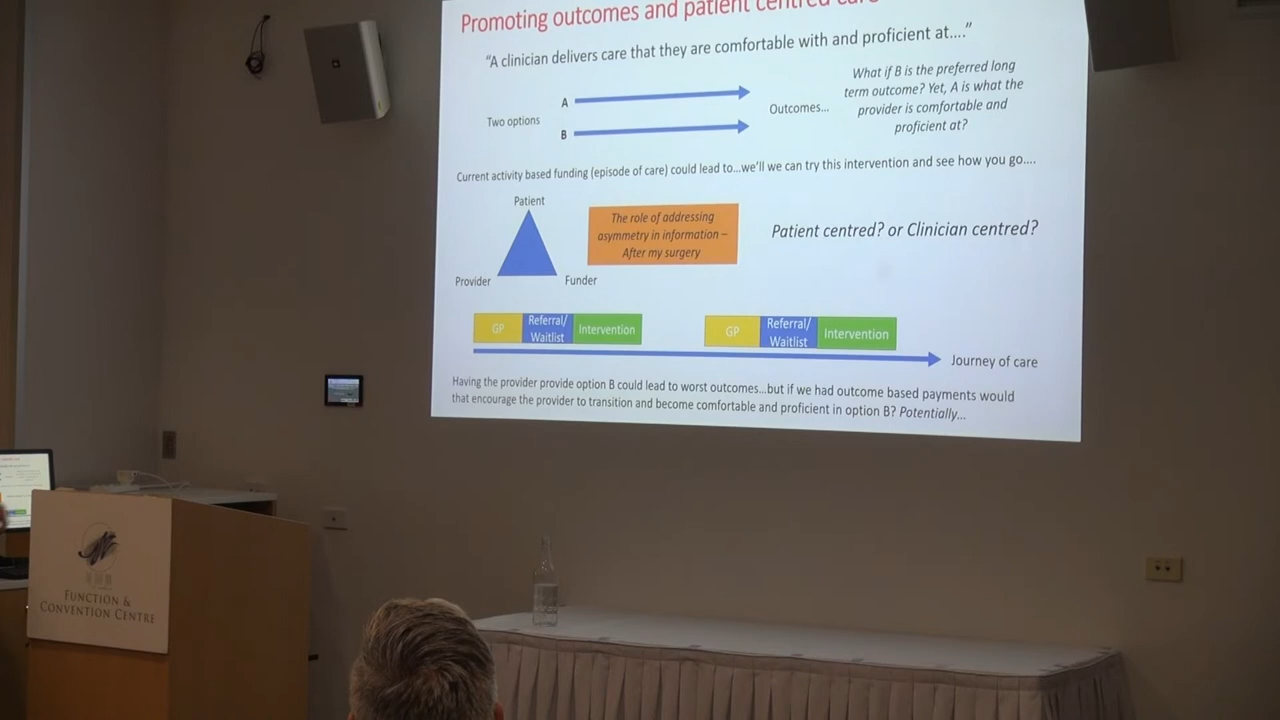 Promoting outcomes and patient centred care
“A clinician delivers care that they are comfortable with and proficient at....”
Two options
A
B
Outcomes...
What if B is the preferred long
term outcome? Yet, A is what the
provider is comfortable and
proficient at?
Current activity based funding (episode of care) could lead to...we’ll we can try this intervention and see how you go....
Patient
Provider
Funder
The role of addressing
asymmetry in information –
After my surgery
Patient centred? or Clinician centred?
GP
Referral/
Waitlist
Intervention
GP
Referral/
Waitlist
Intervention
Journey of care
Having the provider provide option B could lead to worst outcomes...but if we had outcome based payments would
that encourage the provider to transition and become comfortable and proficient in option B? Potentially...
FUNCTION &
CONVENTION CENTRE